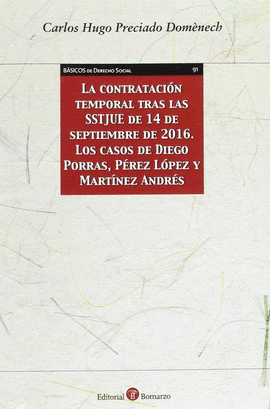 Carlos Hugo Preciado Domènech
BÁSICOS DE DERECHO SOCIAL 91
LA CONTRATACIÓN
TEMPORAL TRAS LAS
SSTJUE DE 14 DE
SEPTIEMBRE DE 2016.
LOS CASOS DE DIEGO
PORRAS, PÉREZ LÓPEZ Y
MARTÍNEZ ANDRÉS
Editorial B Bomarzo